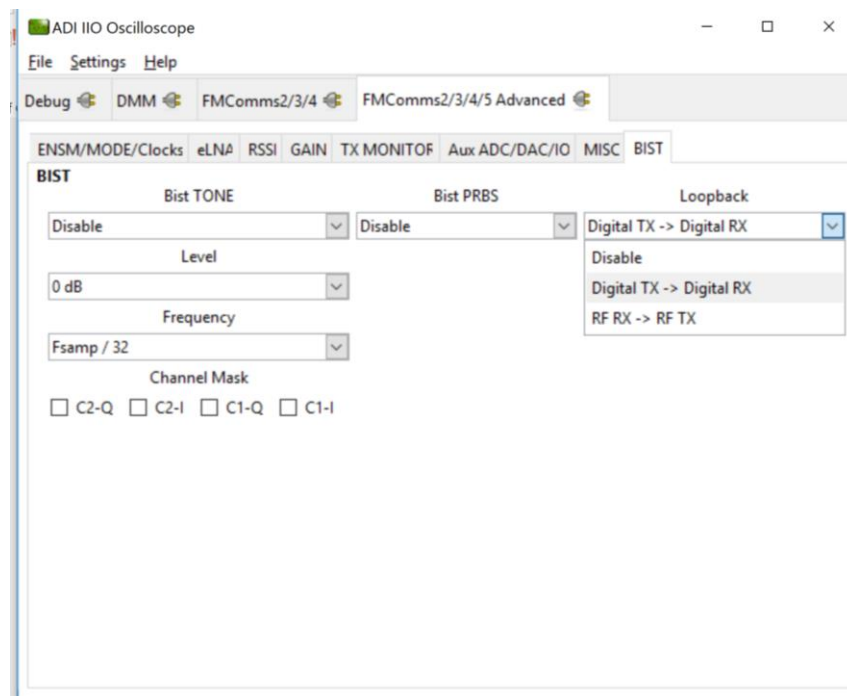 ADI IIO Oscilloscope
File Settings Help
Debug DMM FMComms2/3/4 FMComms2/3/4/5 Advanced
ENSM/MODE/Clocks eLNA RSSI GAIN TX MONITOR Aux ADC/DAC/IO MISC BIST
BIST
Bist TONE Bist PRBS Loopback
Disable Disable Digital TX -> Digital RX
Level Disable
0 dB Digital TX -> Digital RX
Frequency RF RX -> RF TX
Fsamp / 32
Channel Mask
C2-Q C2-I C1-Q C1-I